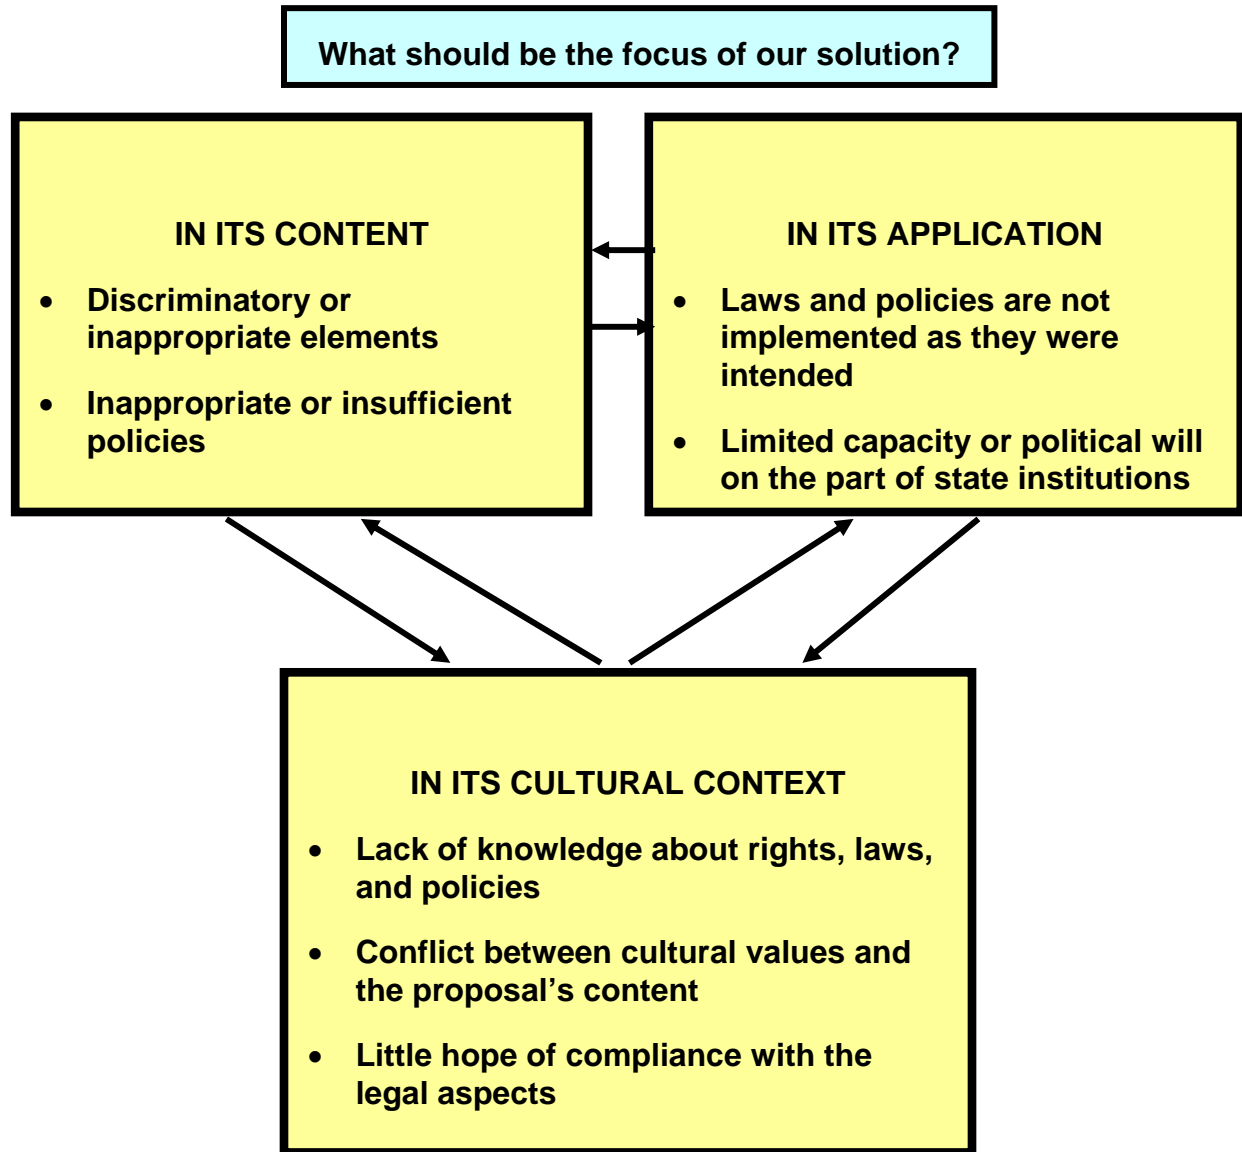 What should be the focus of our solution?
IN ITS CONTENT
• Discriminatory or
inappropriate elements
• Inappropriate or insufficient
policies
IN ITS APPLICATION
• Laws and policies are not
implemented as they were
intended
• Limited capacity or political will
on the part of state institutions
IN ITS CULTURAL CONTEXT
• Lack of knowledge about rights, laws,
and policies
• Conflict between cultural values and
the proposal’s content
• Little hope of compliance with the
legal aspects